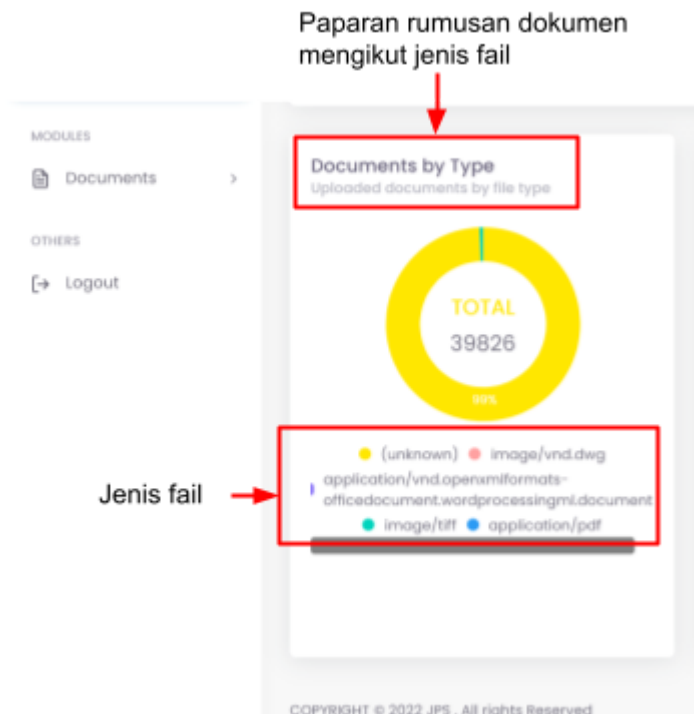 Paparan rumusan dokumen
mengikut jenis fail
MODULES
Documents
OTHERS
Logout
Documents by Type
Uploaded documents by file type
TOTAL
39826
99%
(unknown) image/vnd.dwg
application/vnd.openxmlformats-
officedocument.wordprocessingml.document
image/tiff application/pdf
Jenis fail
COPYRIGHT © 2022 JPS . All rights Reserved